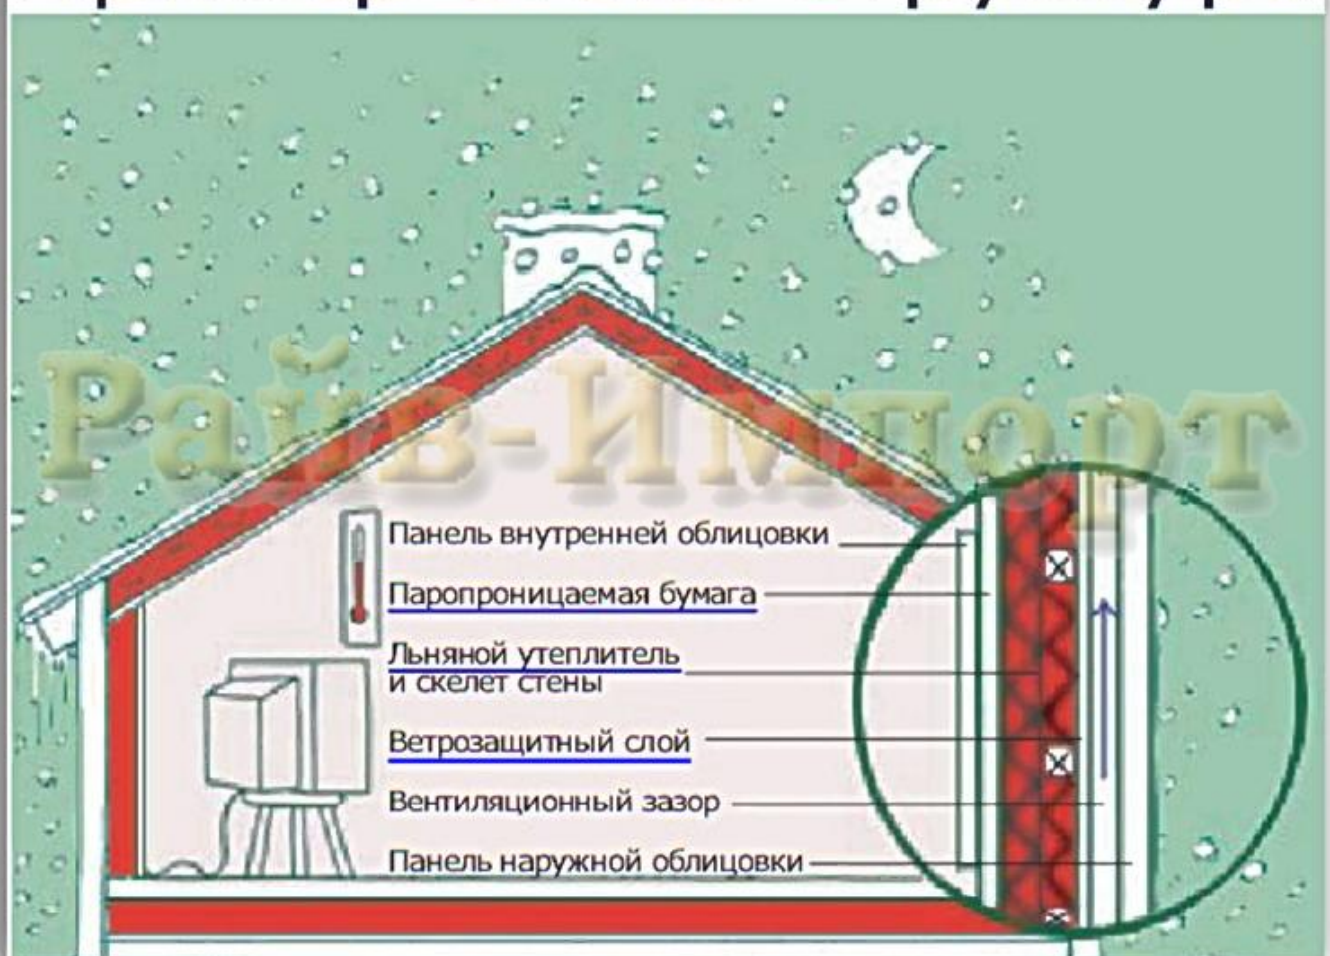 Райв-Импорт
Панель внутренней облицовки
Паропроницаемая бумага
Льняной утеплитель
и скелет стены
Ветрозащитный слой
Вентиляционный зазор
Панель наружной облицовки